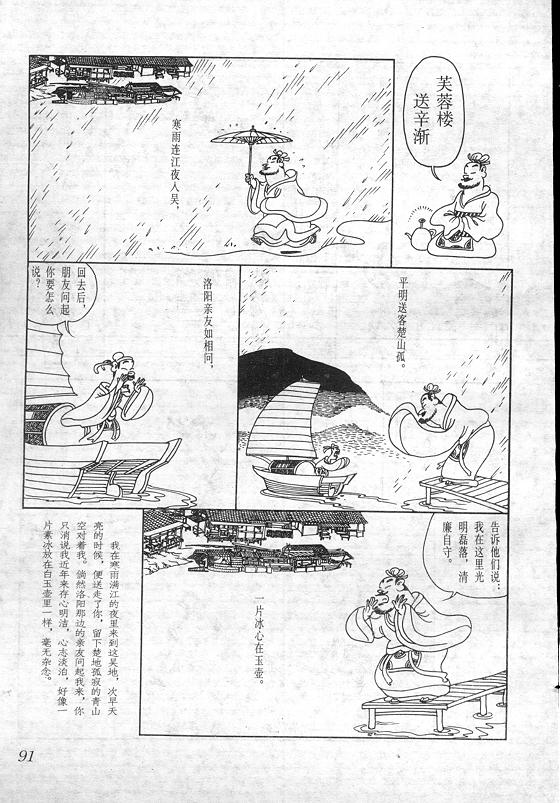 芙蓉楼
送辛渐
寒雨连江夜入吴，
平明送客楚山孤。
洛阳亲友如相问，
回去后，
朋友问起
你要怎么
说？
告诉他们说：
我在这里光
明磊落，清
廉自守。
一片冰心在玉壶。
我在寒雨满江的夜里来到这吴地，次早天
亮的时候，便送走了你，留下楚地孤寂的青山
空对着我。倘然洛阳那边的亲友问起我来，你
只消说我近年来存心明洁，心志淡泊，好像一
片素冰放在白玉壶里一样，毫无杂念。
91